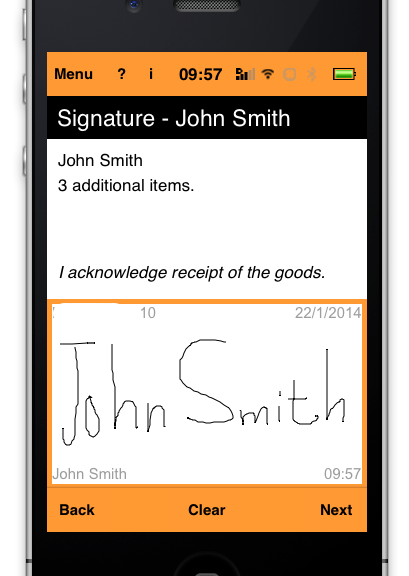 Menu ? i 09:57
Signature - John Smith
John Smith
3 additional items.
I acknowledge receipt of the goods.
10 22/1/2014
John Smith
John Smith 09:57
Back Clear Next